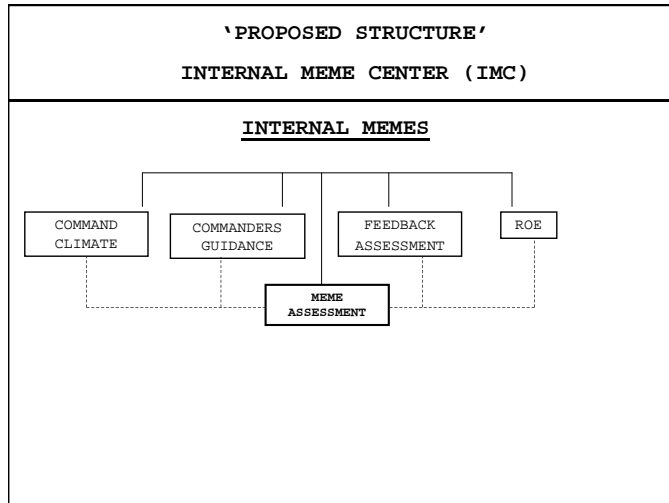 ‘PROPOSED STRUCTURE’
INTERNAL MEME CENTER (IMC)
INTERNAL MEMES
COMMAND
CLIMATE
COMMANDERS
GUIDANCE
FEEDBACK
ASSESSMENT
ROE
MEME
ASSESSMENT